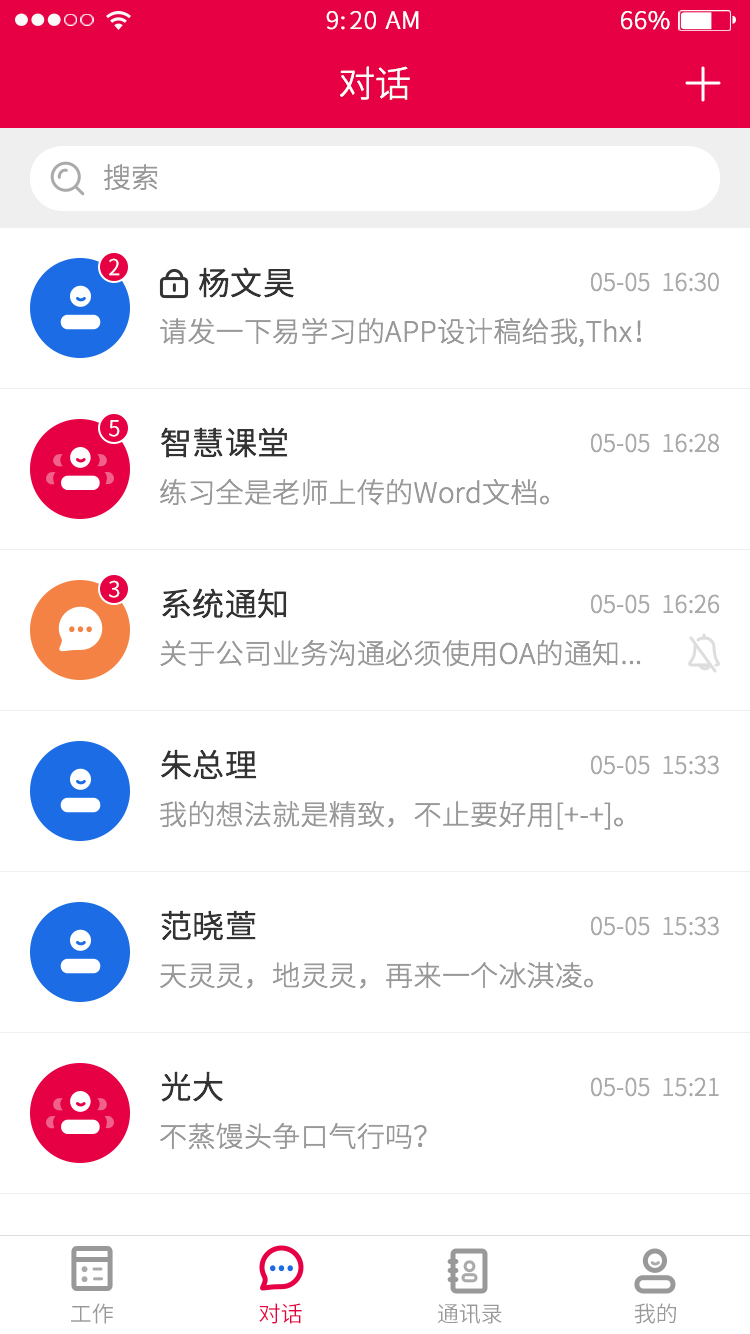 9:20 AM
66%
对话
搜索
2
杨文昊
05-05 16:30
请发一下易学习的APP设计稿给我,Thx！
5
智慧课堂
05-05 16:28
练习全是老师上传的Word文档。
3
系统通知
05-05 16:26
关于公司业务沟通必须使用OA的通知...
朱总理
05-05 15:33
我的想法就是精致，不止要好用[+-+]。
范晓萱
05-05 15:33
天灵灵，地灵灵，再来一个冰淇凌。
光大
05-05 15:21
不蒸馒头争口气行吗？
工作
对话
通讯录
我的